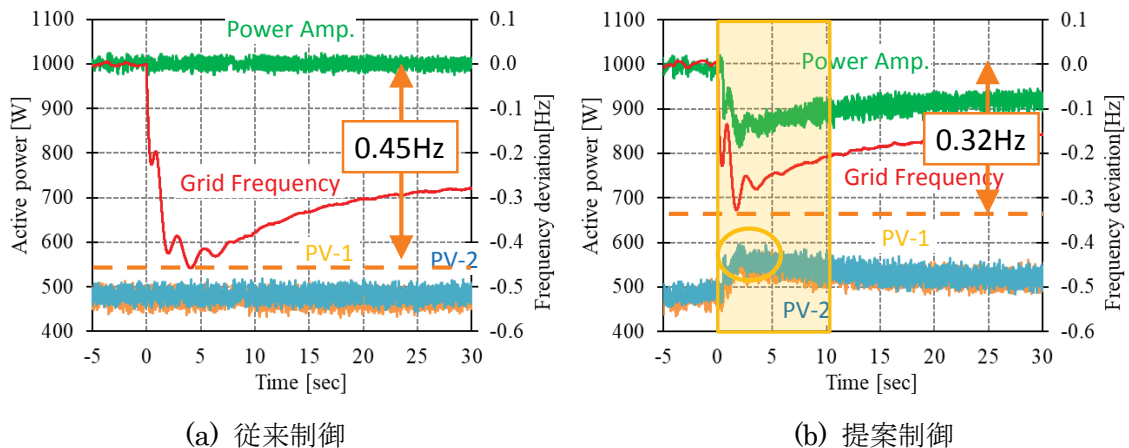 1100
1000
900
800
700
600
500
400
Active power [W]
0.1
0.0
-0.1
-0.2
-0.3
-0.4
-0.5
-0.6
Frequency deviation[Hz]
Power Amp.
0.45Hz
Grid Frequency
PV-1
PV-2
-5 0 5 10 15 20 25 30
Time [sec]
(a) 従来制御
1100
1000
900
800
700
600
500
400
Active power [W]
0.1
0.0
-0.1
-0.2
-0.3
-0.4
-0.5
-0.6
Frequency deviation[Hz]
Power Amp.
0.32Hz
Grid Frequency
PV-1
PV-2
-5 0 5 10 15 20 25 30
Time [sec]
(b) 提案制御